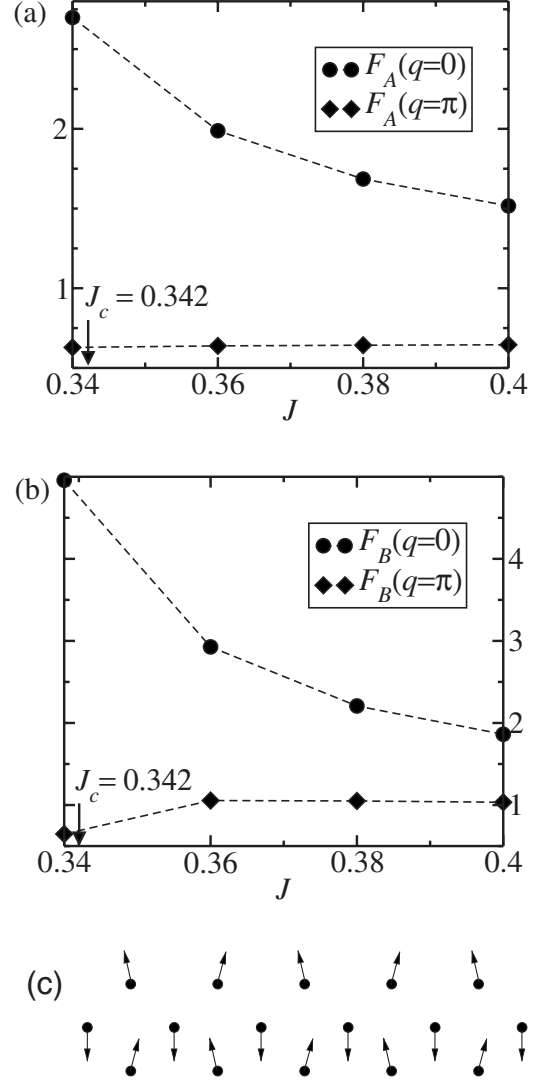 (a)
F_A(q=0)
F_A(q=π)
2
1
J_c = 0.342
0.34 0.36 0.38 0.4
J
(b)
F_B(q=0)
F_B(q=π)
4
3
2
1
J_c = 0.342
0.34 0.36 0.38 0.4
J
(c)